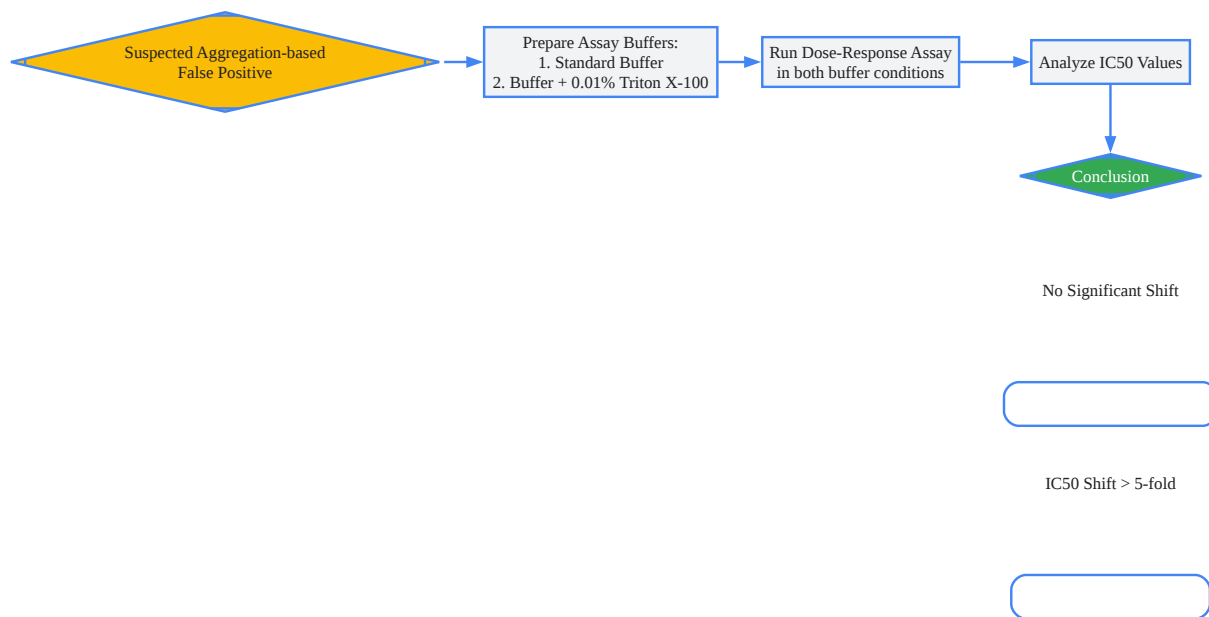 Suspected Aggregation-based
False Positive
Prepare Assay Buffers:
1. Standard Buffer
2. Buffer + 0.01% Triton X-100
Run Dose-Response Assay
in both buffer conditions
Analyze IC50 Values
Conclusion
No Significant Shift
IC50 Shift > 5-fold